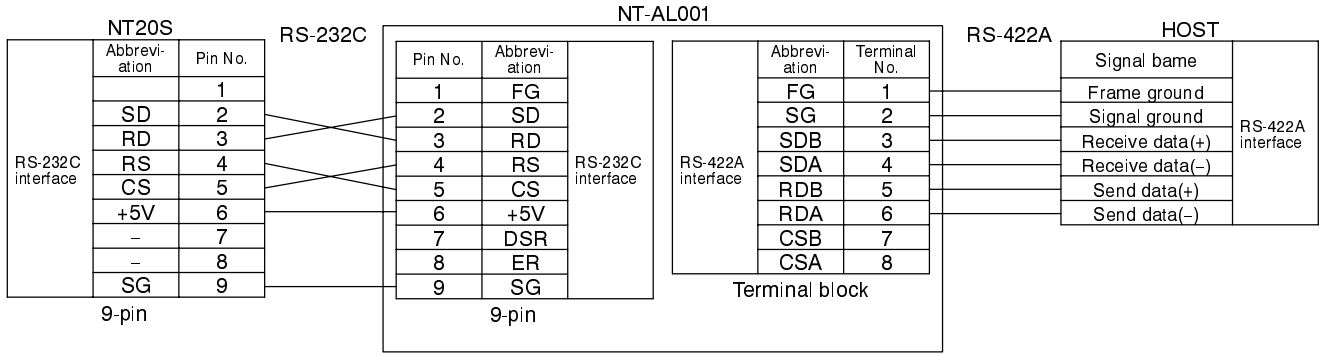 NT-AL001
NT20S
RS-232C
RS-422A
HOST
RS-232C
interface
Abbrevi-
ation
Pin No.
1
SD 2
RD 3
RS 4
CS 5
+5V 6
– 7
– 8
SG 9
9-pin
Pin No.
Abbrevi-
ation
1 FG
2 SD
3 RD
4 RS
5 CS
6 +5V
7 DSR
8 ER
9 SG
RS-232C
interface
9-pin
RS-422A
interface
Abbrevi-
ation
Terminal
No.
FG 1
SG 2
SDB 3
SDA 4
RDB 5
RDA 6
CSB 7
CSA 8
Terminal block
Signal bame
Frame ground
Signal ground
Receive data(+)
Receive data(–)
Send data(+)
Send data(–)
RS-422A
interface